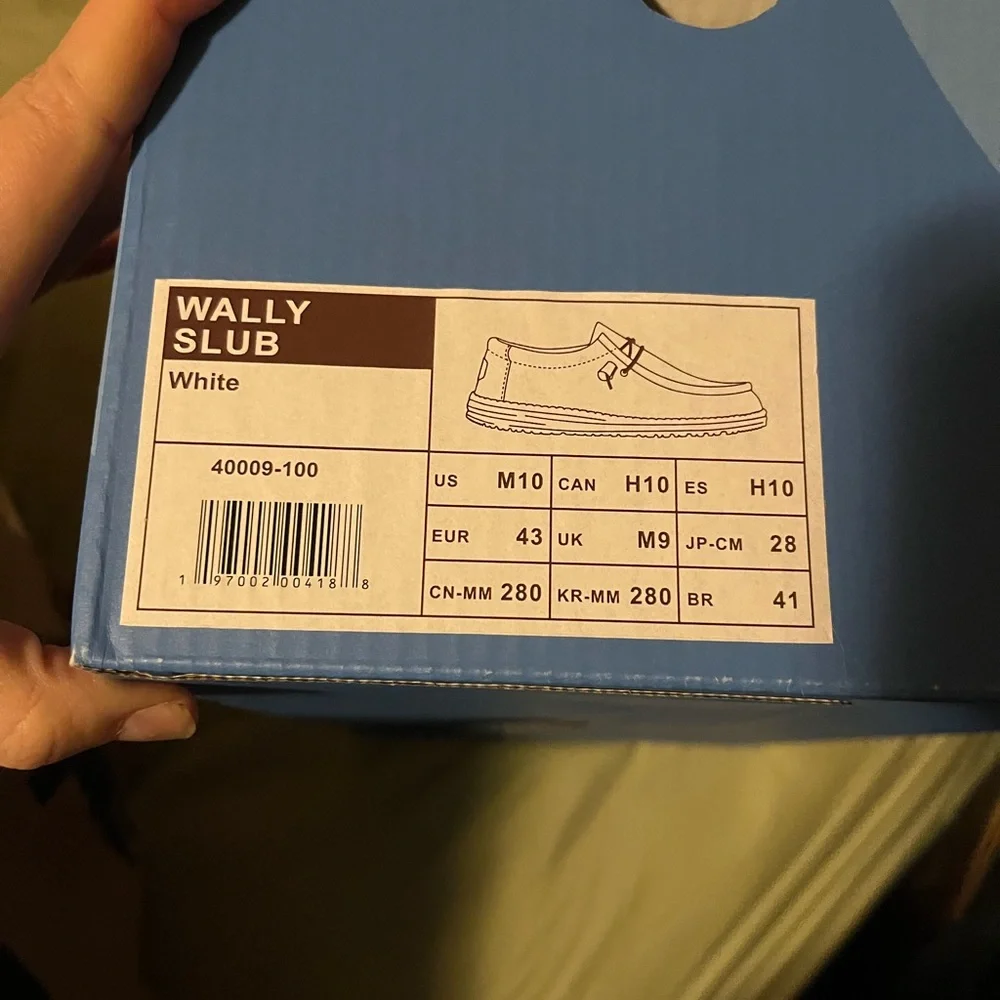 WALLY
SLUB
White
40009-100
1 97002 00418 8
US M10 CAN H10 ES H10
EUR 43 UK M9 JP-CM 28
CN-MM 280 KR-MM 280 BR 41